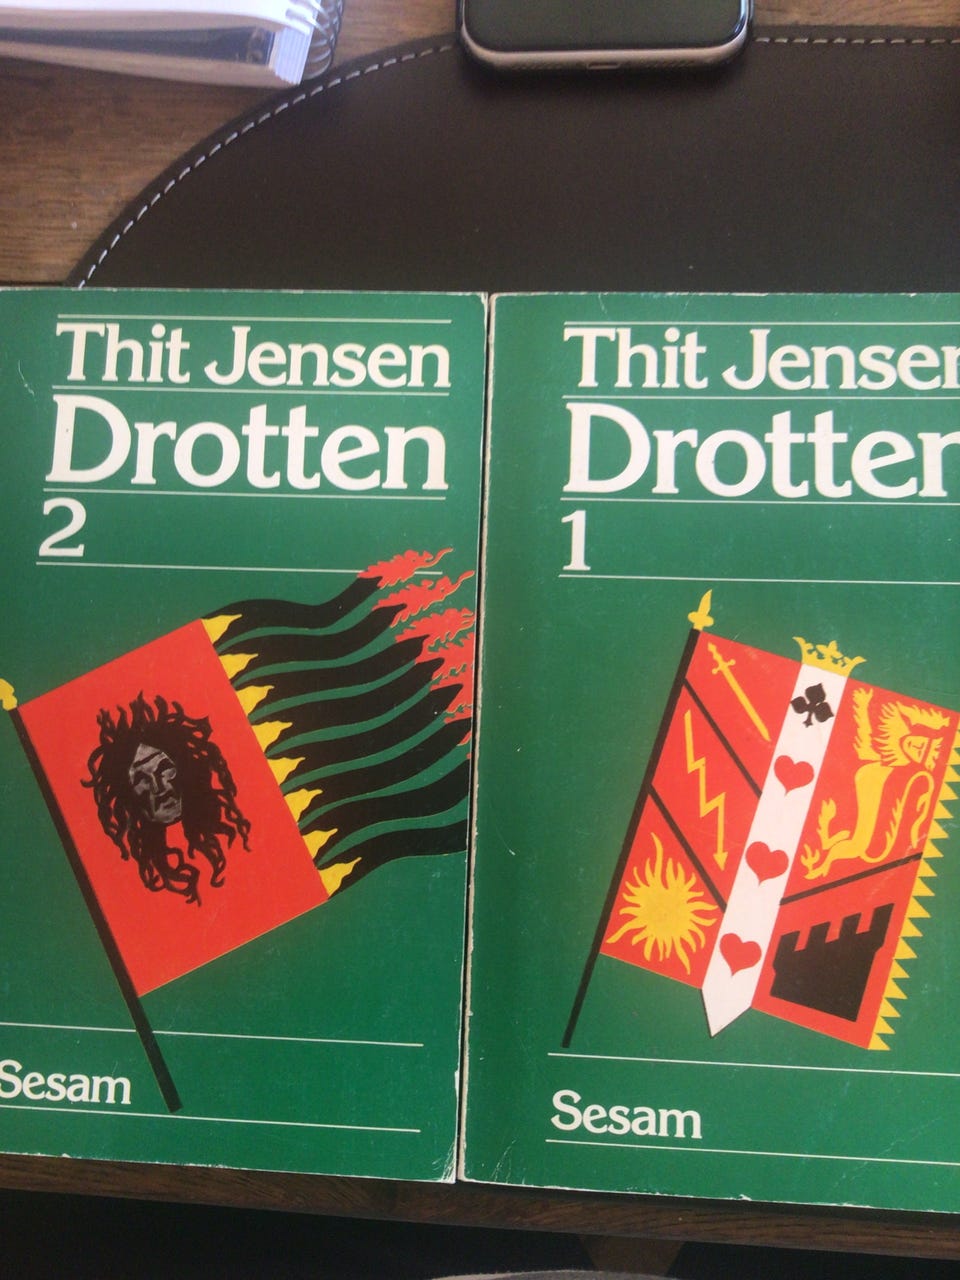 Thit Jensen
Drotten
2
Sesam
Thit Jensen
Drotten
1
Sesam